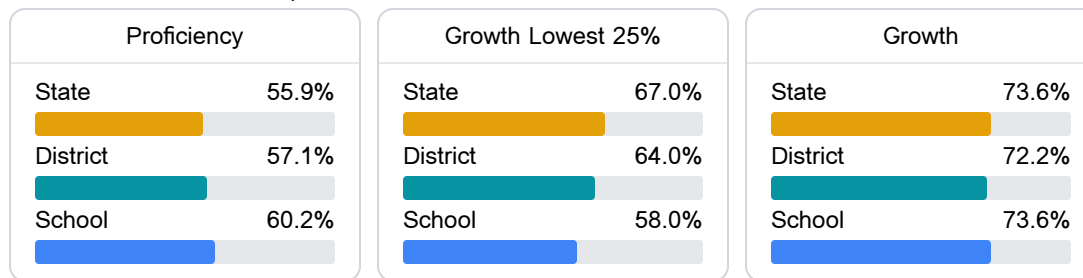 Proficiency
State 55.9%
District 57.1%
School 60.2%
Growth Lowest 25%
State 67.0%
District 64.0%
School 58.0%
Growth
State 73.6%
District 72.2%
School 73.6%